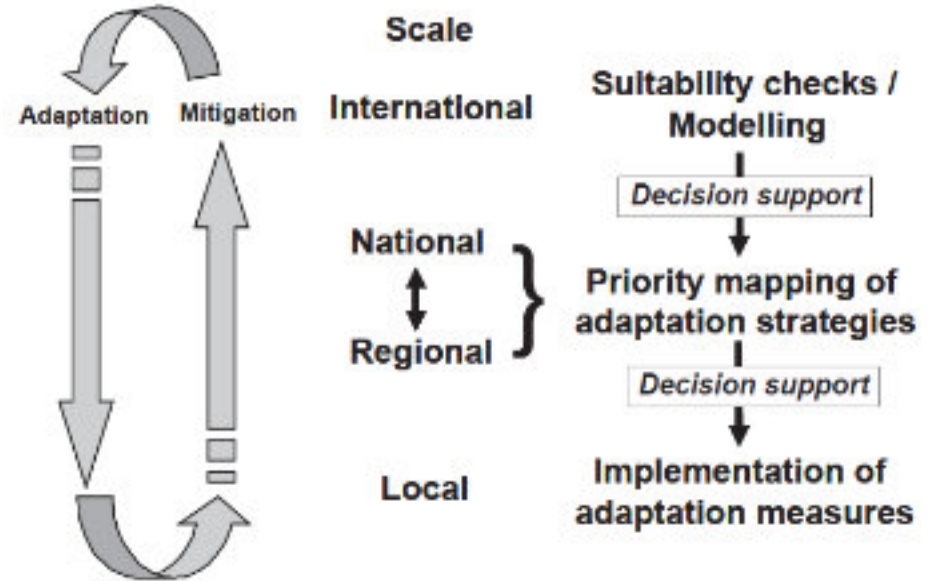 Scale
Adaptation
Mitigation
International
Suitability checks /
Modelling
Decision support
National
Regional
Priority mapping of
adaptation strategies
Decision support
Local
Implementation of
adaptation measures